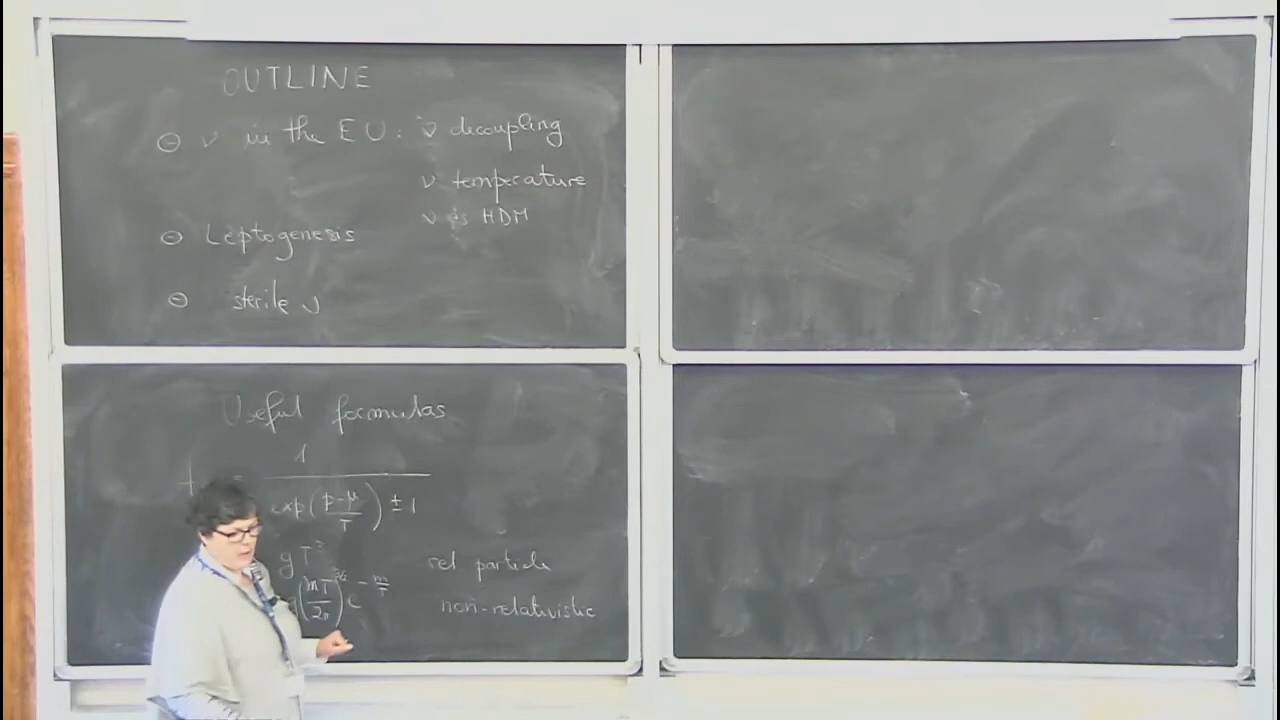 OUTLINE
⊖ ν in the EU : ν decoupling
ν temperature
ν as HDM
⊖ Leptogenesis
⊖ sterile ν
Useful formulas
f = 1 / (exp((p-μ)/T) ± 1)
g T³ rel particle
g (mT/2π)^{3/2} e^{-m/T} non-relativistic